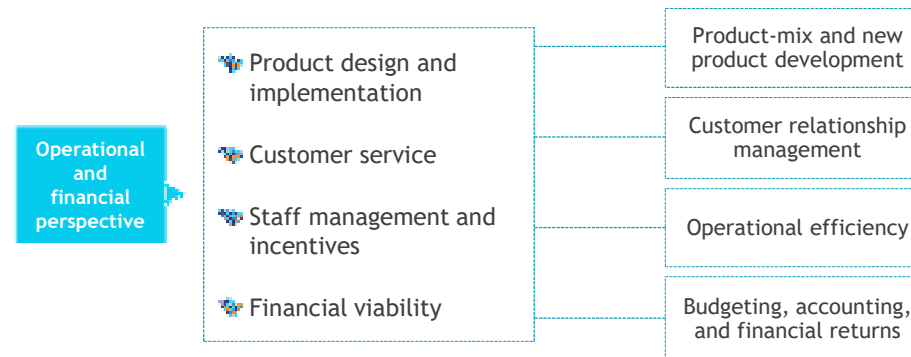 Operational
and
financial
perspective
Product design and
implementation
Customer service
Staff management and
incentives
Financial viability
Product-mix and new
product development
Customer relationship
management
Operational efficiency
Budgeting, accounting,
and financial returns